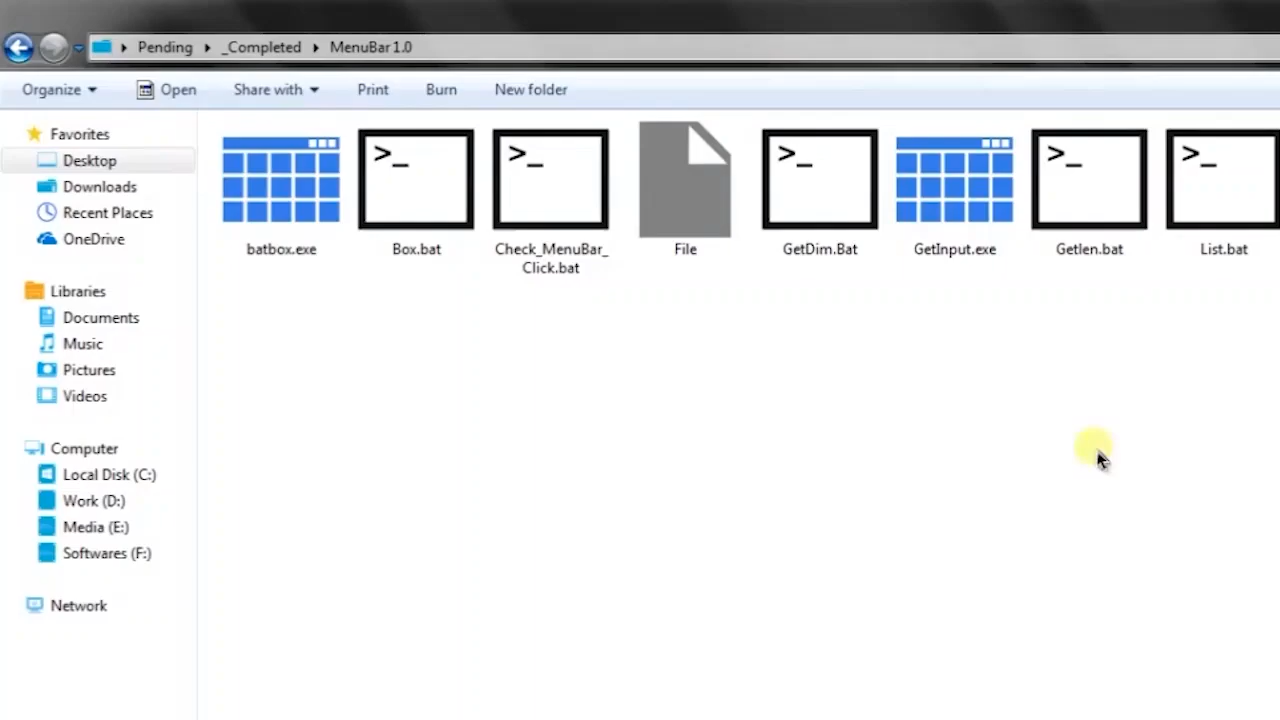 Pending _Completed MenuBar1.0
Organize Open Share with Print Burn New folder
Favorites
Desktop
Downloads
Recent Places
OneDrive
Libraries
Documents
Music
Pictures
Videos
Computer
Local Disk (C:)
Work (D:)
Media (E:)
Softwares (F:)
Network
>_ >_ >_ >_ >_
batbox.exe Box.bat Check_MenuBar_ File GetDim.Bat GetInput.exe Getlen.bat List.bat
Click.bat